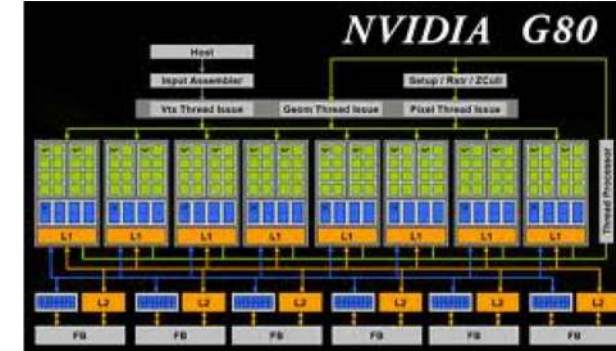 NVIDIA G80
Host
Input Assembler
Setup / Rstr / ZCull
Vtx Thread Issue Geom Thread Issue Pixel Thread Issue
Thread Processor
L1 L1 L1 L1 L1 L1 L1 L1
L2 L2 L2 L2 L2 L2
FB FB FB FB FB FB